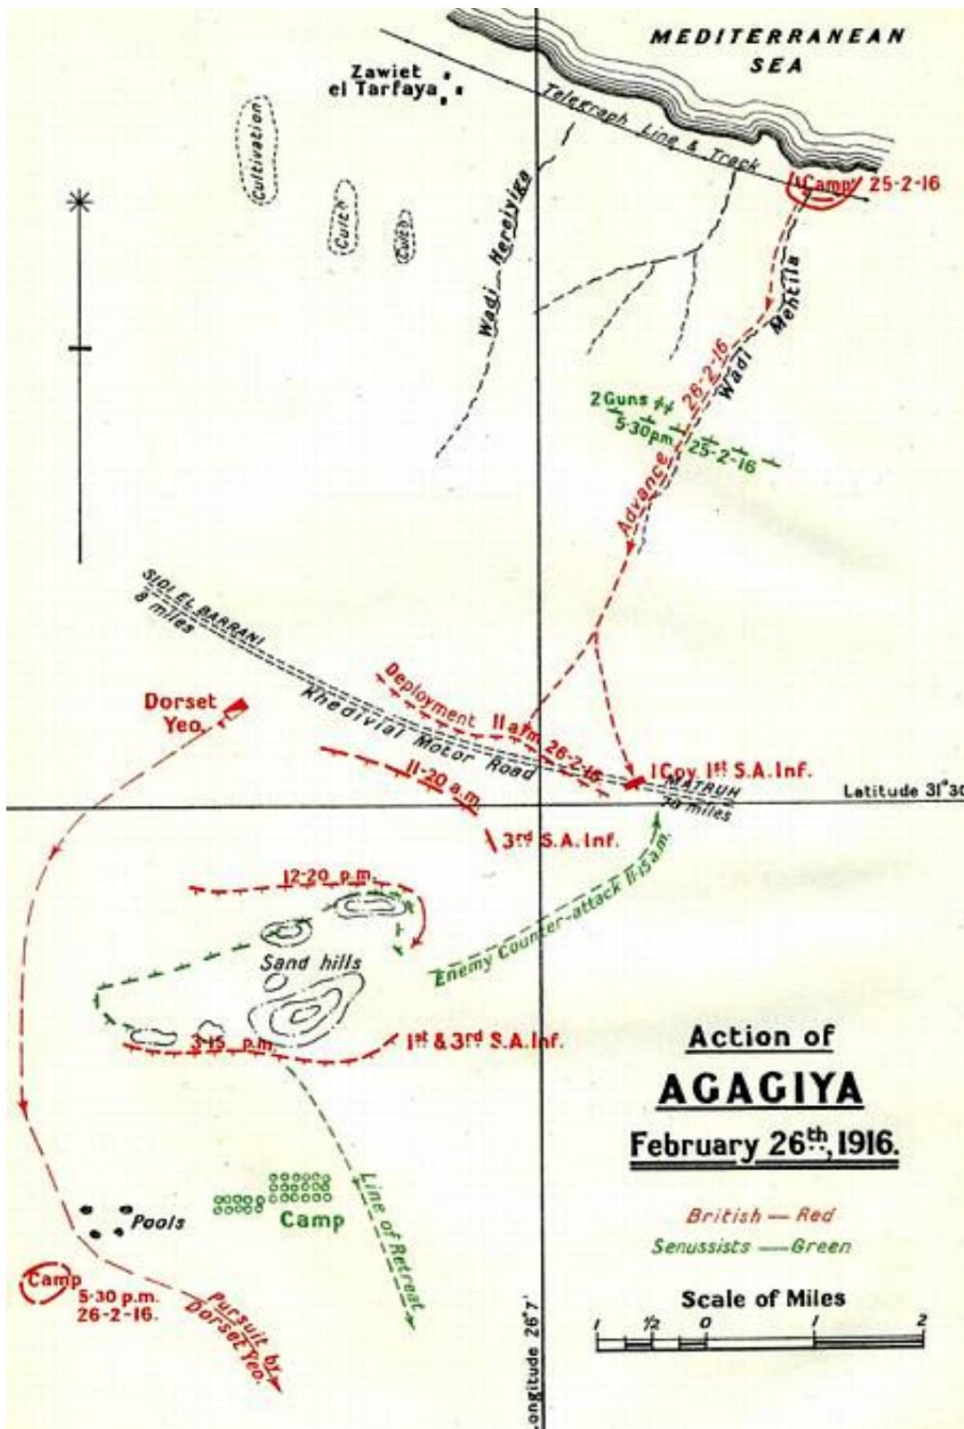 MEDITERRANEAN
SEA
Zawiet
el Tarfaya
Telegraph Line & Track
Camp 25-2-16
Cultivation
Cultn
Cultn
Wadi Hereiyiga
Wadi Mehtila
26-2-16
2 Guns
5·30pm. 25-2-16
Advance
SIDI EL BARRANI
8 miles
Khedivial Motor Road
Deployment 11 a.m. 26-2-16
Dorset
Yeo.
11-20 a.m.
1 Coy. 1st S.A. Inf.
MATRUH
Latitude 31°30
3rd S.A. Inf.
12-20 p.m.
Enemy Counter-attack 11-15 a.m.
Sand hills
3-15 p.m.
1st & 3rd S.A. Inf.
Action of
AGAGIYA
February 26th, 1916.
Line of Retreat
Camp
Pools
British — Red
Senussists — Green
Camp
5-30 p.m.
26-2-16.
Pursuit by
Dorset Yeo.
Scale of Miles
1 1/2 0 1 2
Longitude 26°7'